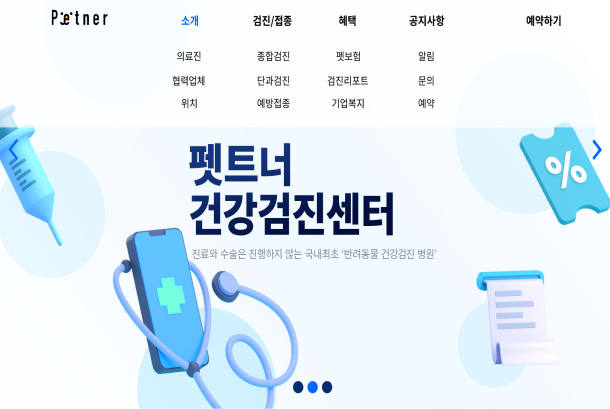 Petner 소개 검진/접종 혜택 공지사항 예약하기
의료진 종합검진 펫보험 알림
협력업체 단과검진 검진리포트 문의
위치 예방접종 기업복지 예약
펫트너
건강검진센터
진료와 수술은 진행하지 않는 국내최초 ‘반려동물 건강검진 병원’
%